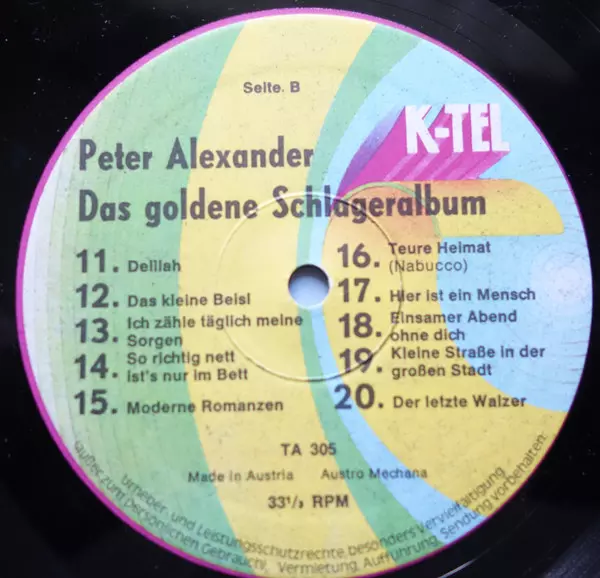 Seite. B
K-TEL
Peter Alexander
Das goldene Schlageralbum
11. Delilah
12. Das kleine Beisl
13. Ich zähle täglich meine
Sorgen
14. So richtig nett
ist's nur im Bett
15. Moderne Romanzen
16. Teure Heimat
(Nabucco)
17. Hier ist ein Mensch
18. Einsamer Abend
ohne dich
19. Kleine Straße in der
großen Stadt
20. Der letzte Walzer
TA 305
Made in Austria Austro Mechana
33⅓ RPM
Urheber- und Leistungsschutzrechte, besonders Vervielfältigung
(außer zum persönlichen Gebrauch), Vermietung, Aufführung, Sendung vorbehalten.